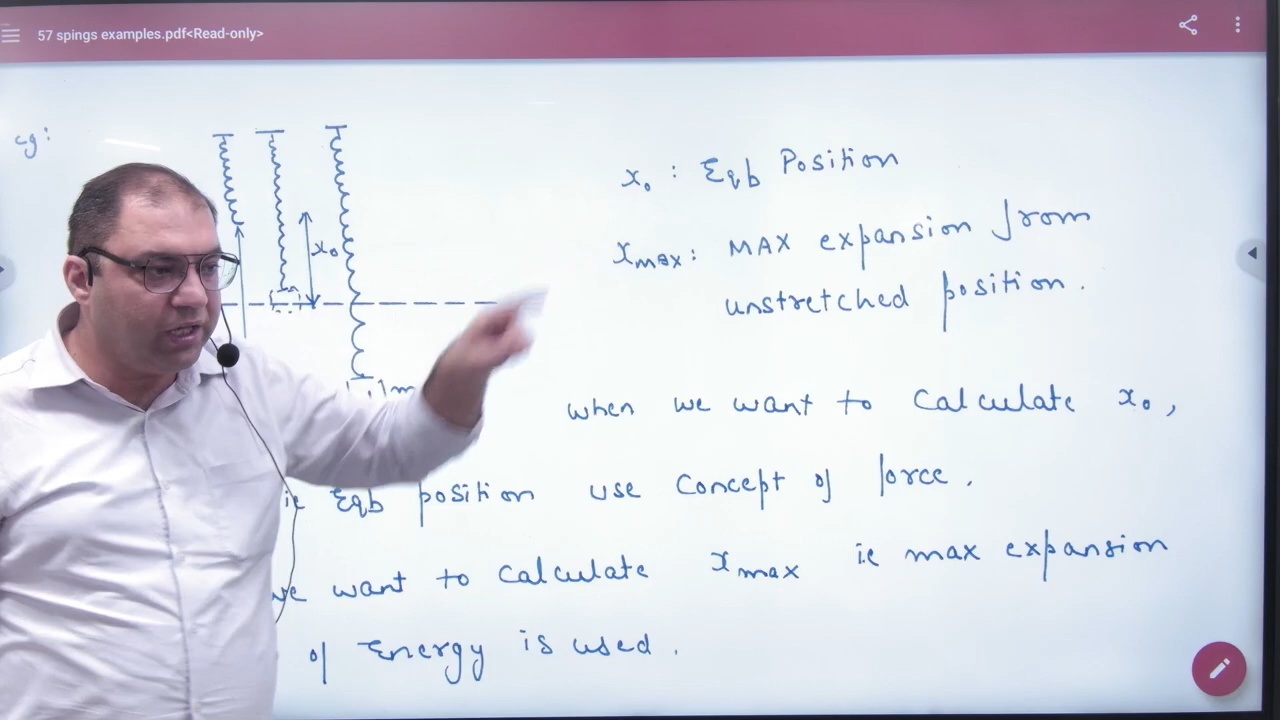 57 spings examples.pdf<Read-only>
eg:
x₀ : Eqb Position
x₀
xmax: MAX expansion from
unstretched position.
m
when we want to calculate x₀,
ie Eqb position use concept of force.
we want to calculate xmax i.e max expansion
of Energy is used.